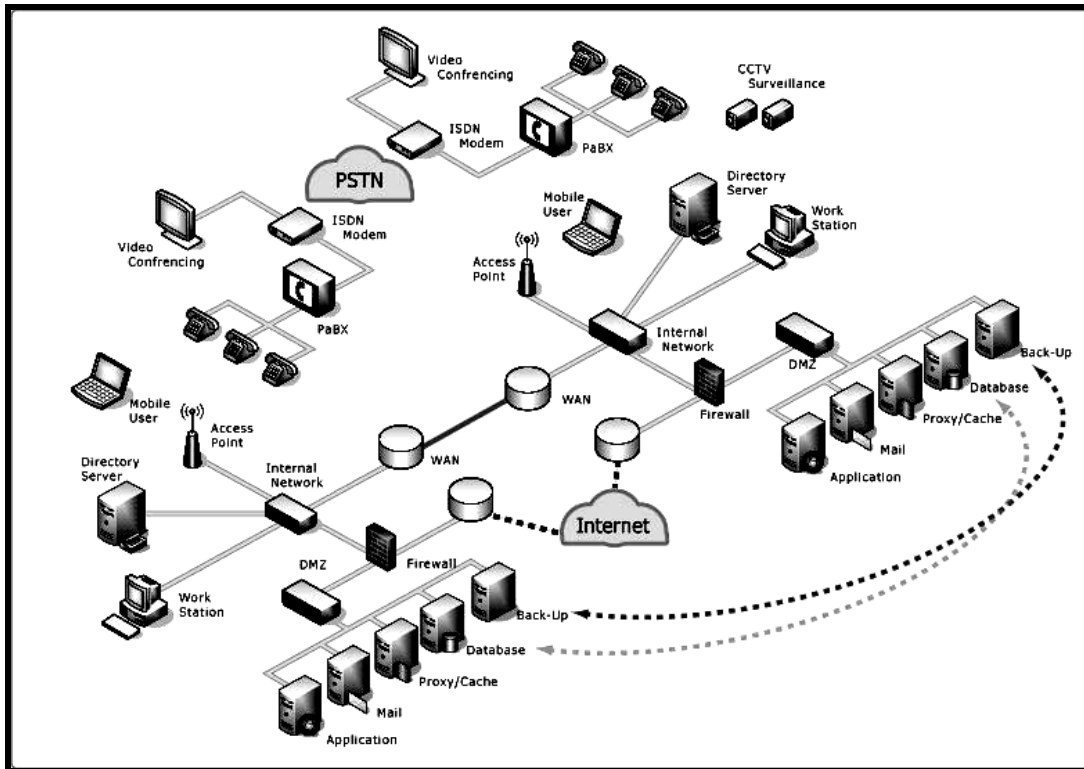 Video
Confrencing
CCTV
Surveillance
ISDN
Modem
PaBX
PSTN
Directory
Server
Mobile
User
Work
Station
ISDN
Modem
Video
Confrencing
Access
Point
PaBX
Internal
Network
DMZ
Back-Up
Mobile
User
WAN
Firewall
Database
Proxy/Cache
Access
Point
Mail
WAN
Application
Directory
Server
Internal
Network
Internet
DMZ
Firewall
Work
Station
Back-Up
Database
Proxy/Cache
Mail
Application